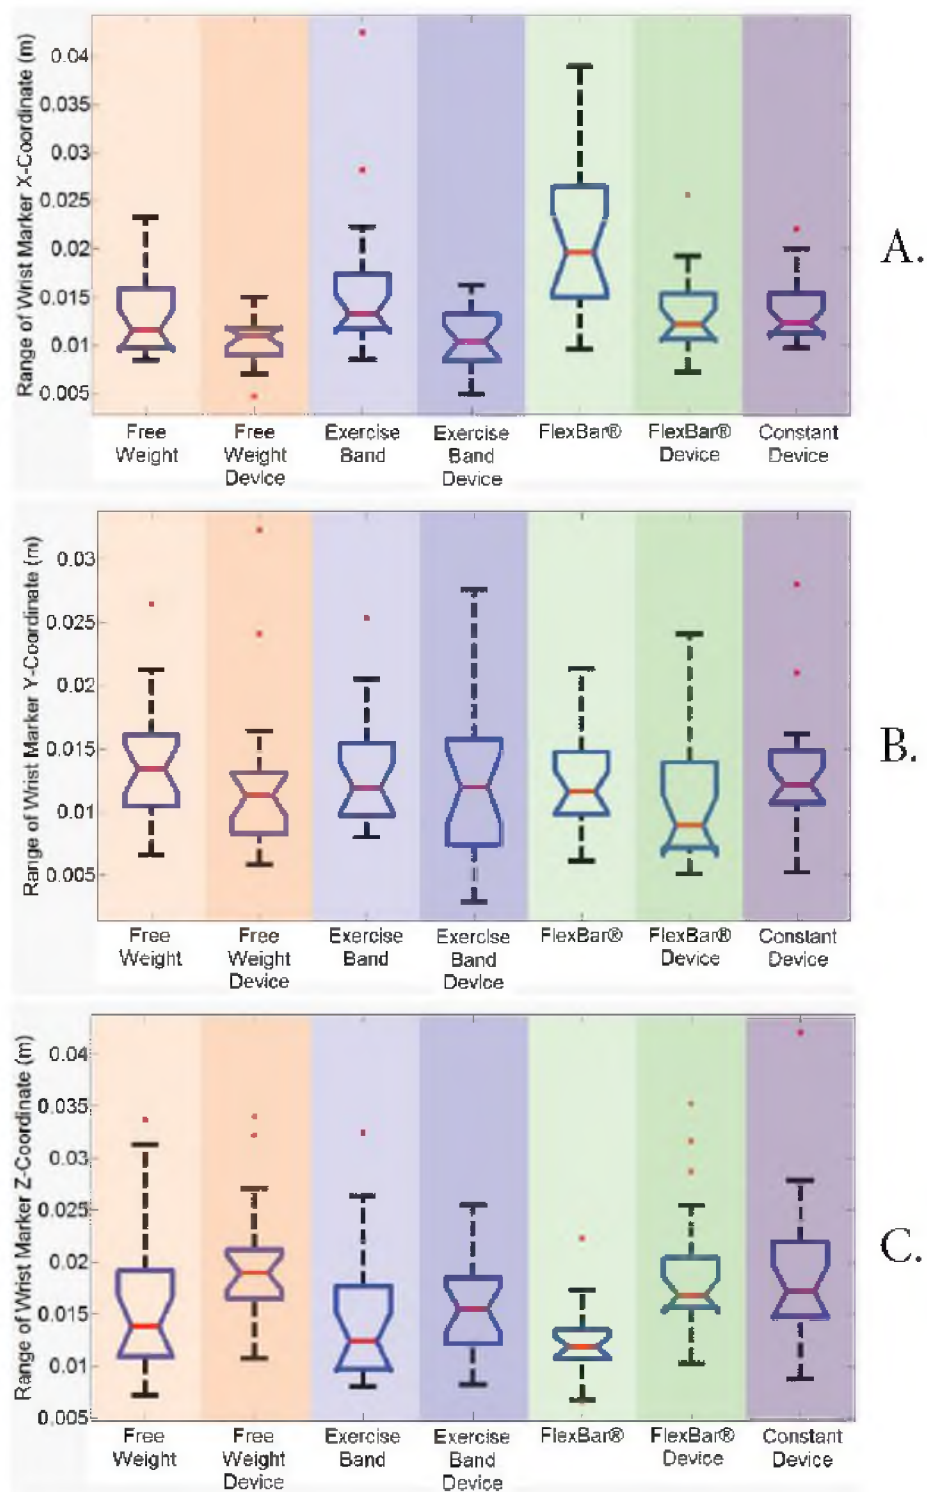 Range of Wrist Marker X-Coordinate (m)
0.04
0.035
0.03
0.025
0.02
0.015
0.01
0.005
Free Weight
Free Weight Device
Exercise Band
Exercise Band Device
FlexBar®
FlexBar® Device
Constant Device
A.
Range of Wrist Marker Y-Coordinate (m)
0.03
0.025
0.02
0.015
0.01
0.005
Free Weight
Free Weight Device
Exercise Band
Exercise Band Device
FlexBar®
FlexBar® Device
Constant Device
B.
Range of Wrist Marker Z-Coordinate (m)
0.04
0.035
0.03
0.025
0.02
0.015
0.01
0.005
Free Weight
Free Weight Device
Exercise Band
Exercise Band Device
FlexBar®
FlexBar® Device
Constant Device
C.